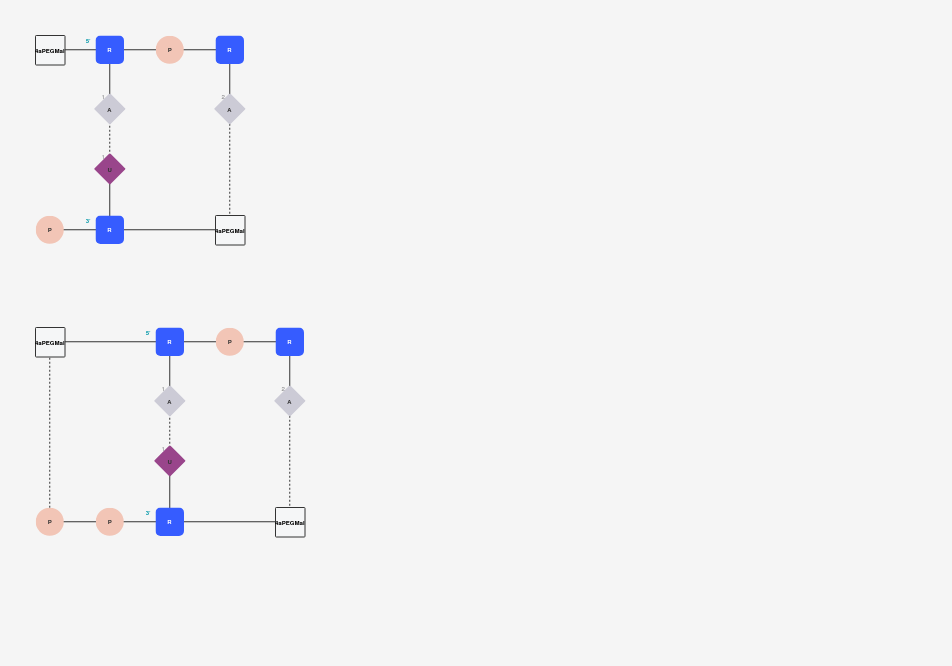 5'
4aPEGMal R P R
1 2
A A
1
U
3'
P R 4aPEGMal
5'
4aPEGMal R P R
1 2
A A
1
U
3'
P P R 4aPEGMal